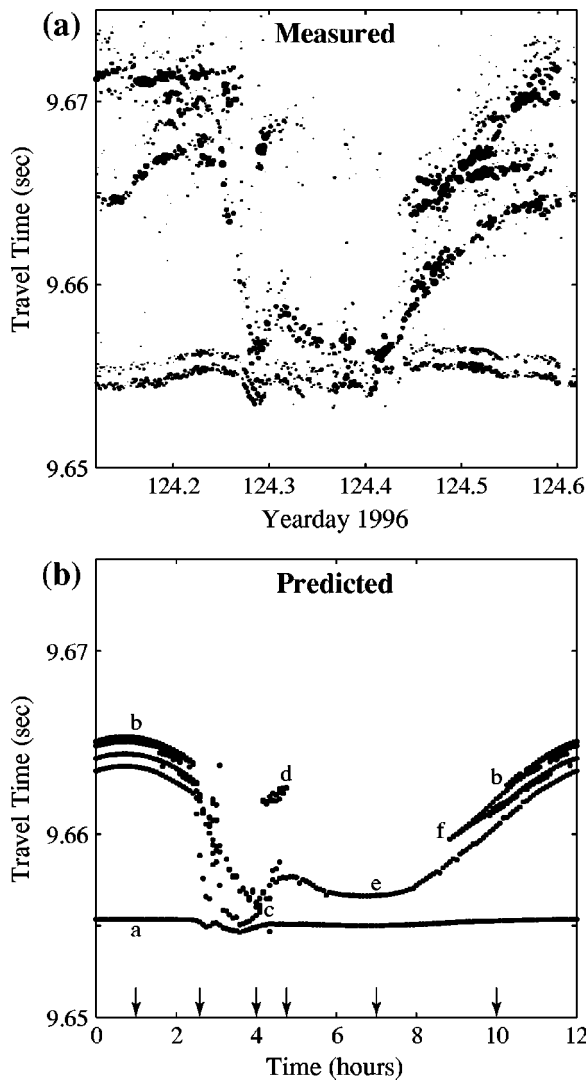 (a)
Measured
9.67
9.66
9.65
Travel Time (sec)
124.2
124.3
124.4
124.5
124.6
Yearday 1996
(b)
Predicted
9.67
9.66
9.65
Travel Time (sec)
b
d
b
f
e
c
a
0
2
4
6
8
10
12
Time (hours)